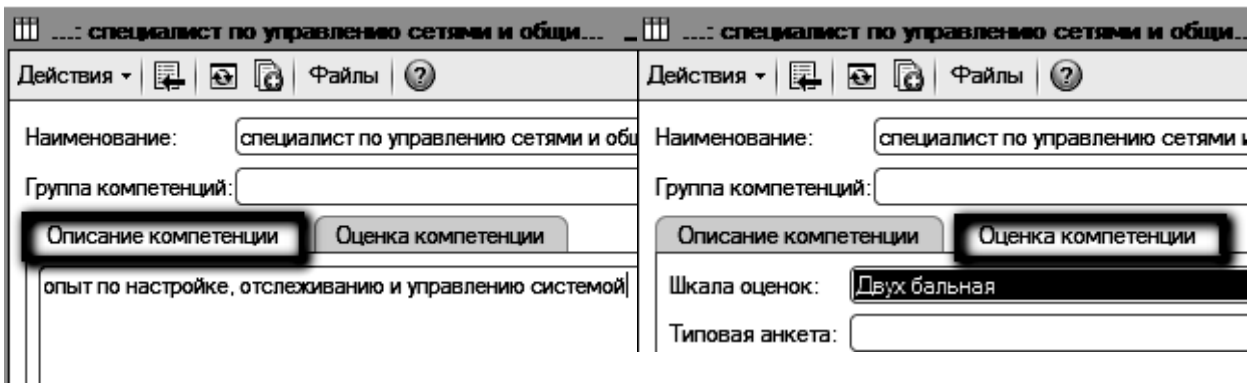 ...: специалист по управлению сетями и общи...
Действия Файлы ?
Наименование: специалист по управлению сетями и общ
Группа компетенций:
Описание компетенции Оценка компетенции
опыт по настройке, отслеживанию и управлению системой
...: специалист по управлению сетями и общи...
Действия Файлы ?
Наименование: специалист по управлению сетями и
Группа компетенций:
Описание компетенции Оценка компетенции
Шкала оценок: Двух бальная
Типовая анкета: